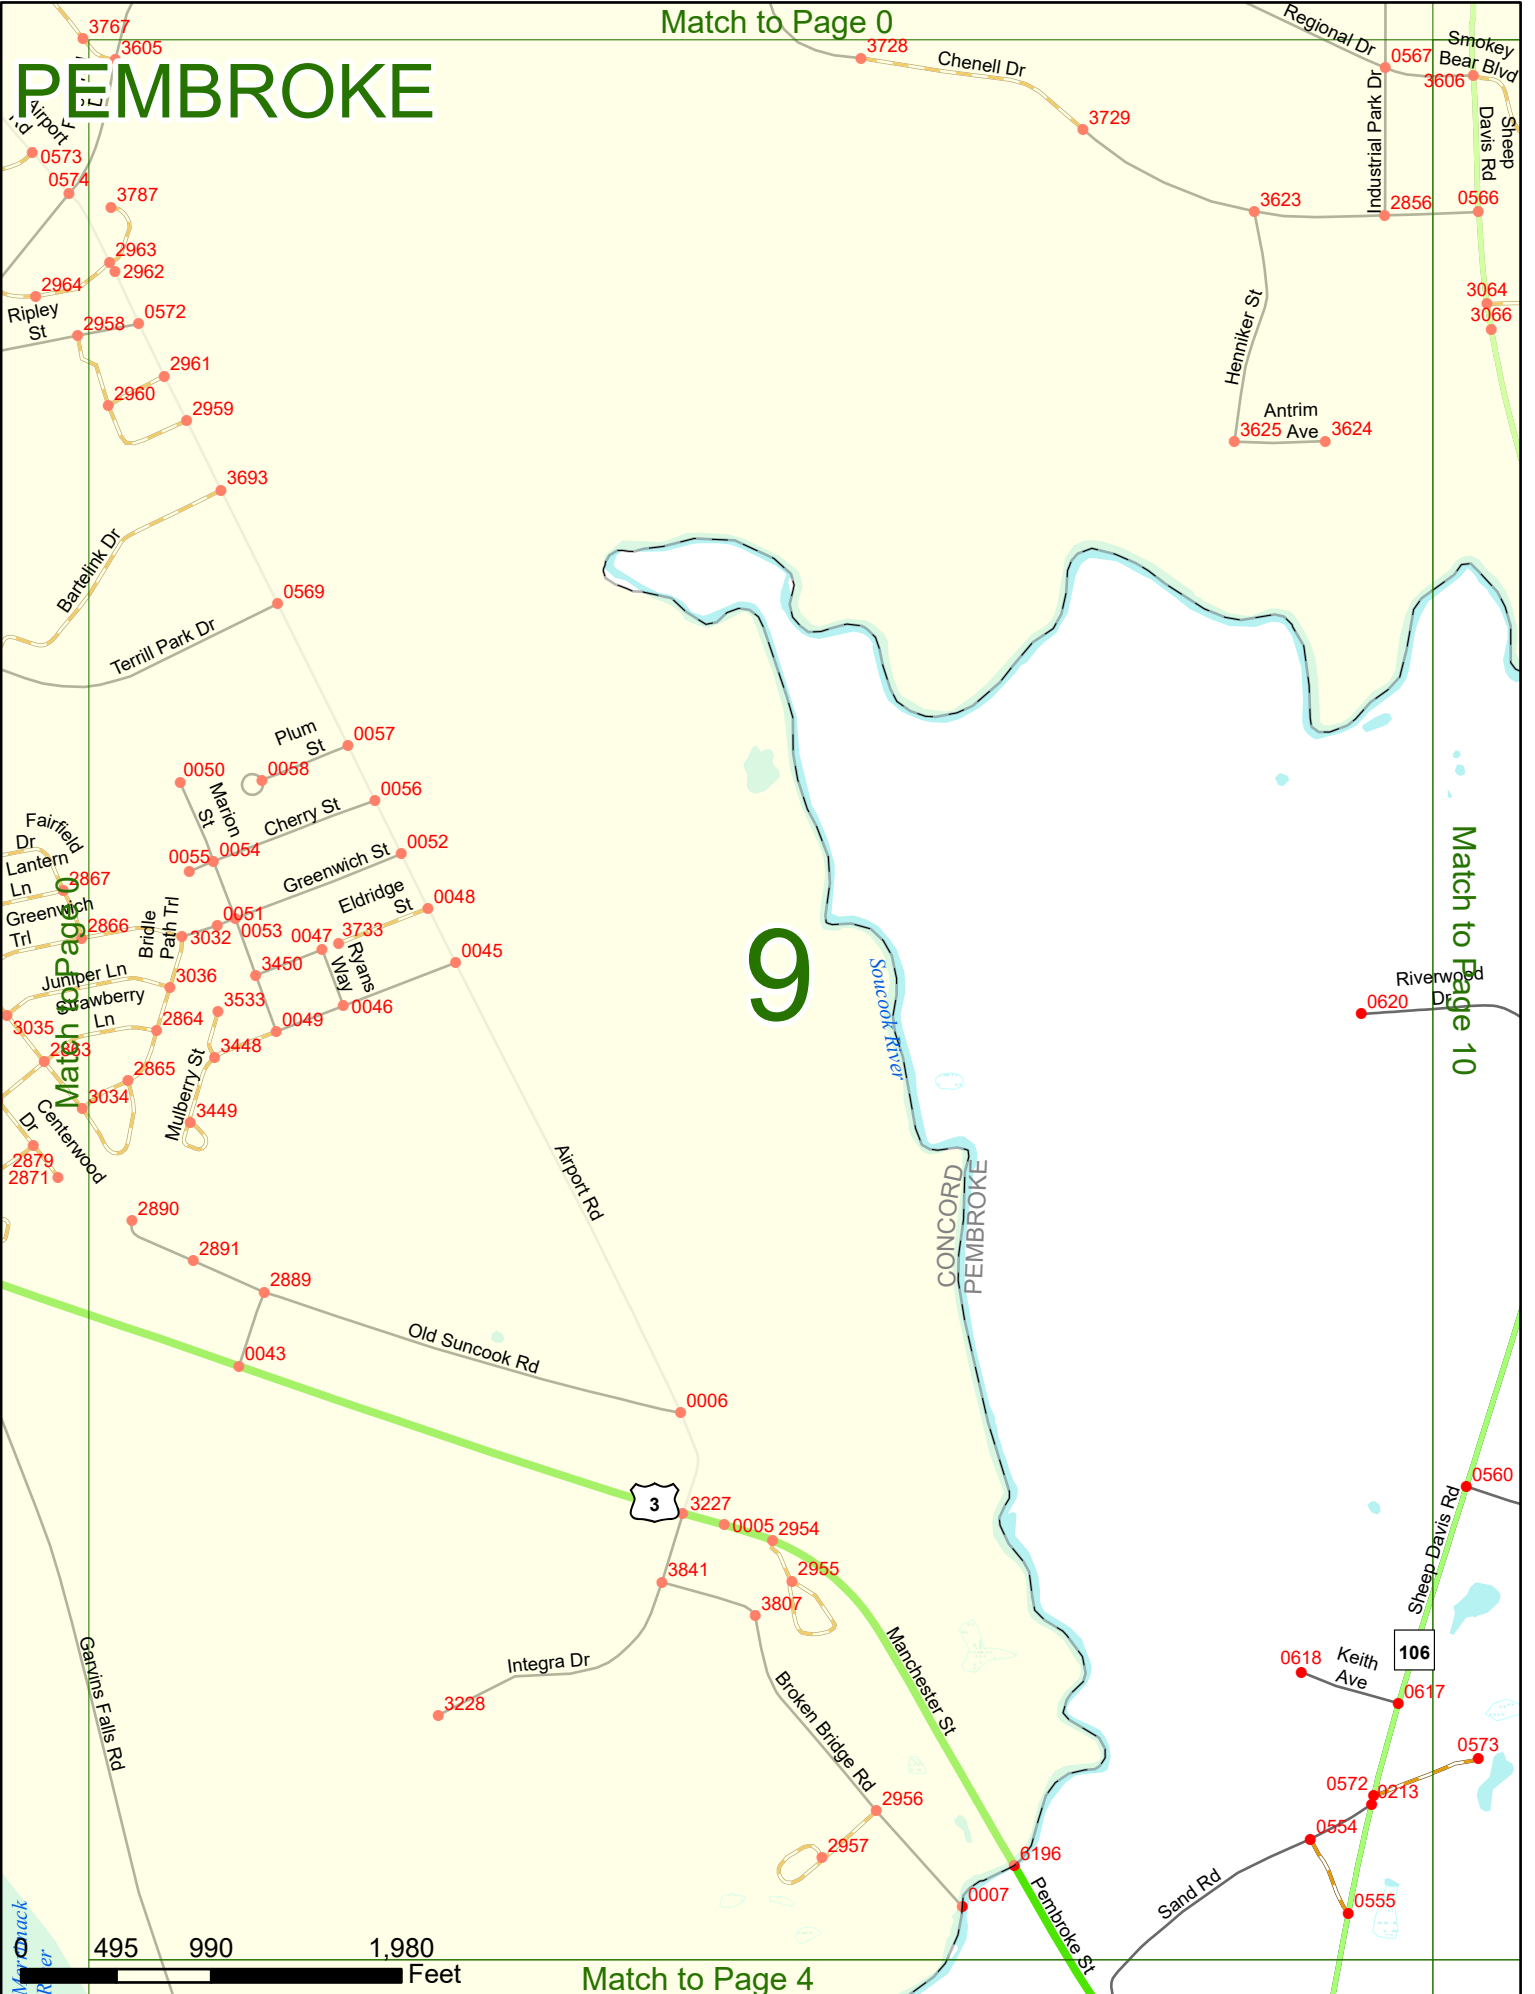 Match to Page 0
PEMBROKE
3767
3605
3728
Chenell Dr
3729
Regional Dr
0567
Smokey
Bear Blvd
3606
Industrial Park Dr
Sheep
Davis Rd
Airport
Rd
0573
0574
3787
3623
2856
0566
2963
2962
2964
Ripley
St
2958
0572
3064
3066
Henniker St
2961
2960
2959
Antrim
Ave
3625
3624
3693
Bartelink Dr
0569
Terrill Park Dr
Plum
St
0057
0050
0058
Marion
St
0056
Cherry St
Fairfield
Dr
Lantern
Ln
0055
0054
0052
2867
Greenwich St
Greenwich
Trl
2866
Bridle
Path Trl
0051
0053
3032
Eldridge
St
0048
0047
3733
Ryans
Way
0045
Match to Page 0
9
Match to Page 10
Juniper Ln
3036
3450
Strawberry
Ln
3533
0046
3035
2864
0049
2863
3448
2865
Mulberry St
3034
3449
Centerwood
Dr
2879
2871
Soucook River
Riverwood
Dr
0620
Airport Rd
CONCORD
PEMBROKE
2890
2891
2889
Old Suncook Rd
0043
0006
3
3227
0005
2954
2955
3841
3807
0560
Sheep Davis Rd
106
Garvins Falls Rd
Integra Dr
3228
Manchester St
Broken Bridge Rd
0618
Keith
Ave
0617
0573
0572
0213
2956
2957
0554
6196
0007
Pembroke St
Sand Rd
0555
Merrimack
River
0
495
990
1,980
Feet
Match to Page 4